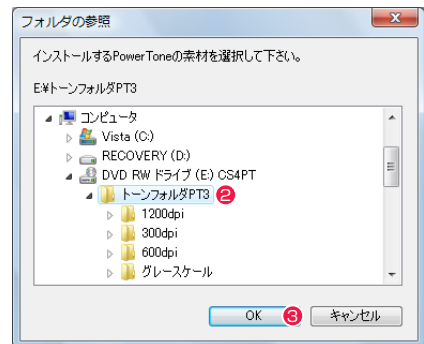 フォルダの参照
インストールするPowerToneの素材を選択して下さい。
E:¥トーンフォルダPT3
コンピュータ
Vista (C:)
RECOVERY (D:)
DVD RW ドライブ (E:) CS4PT
トーンフォルダPT3 2
1200dpi
300dpi
600dpi
グレースケール
OK 3 キャンセル